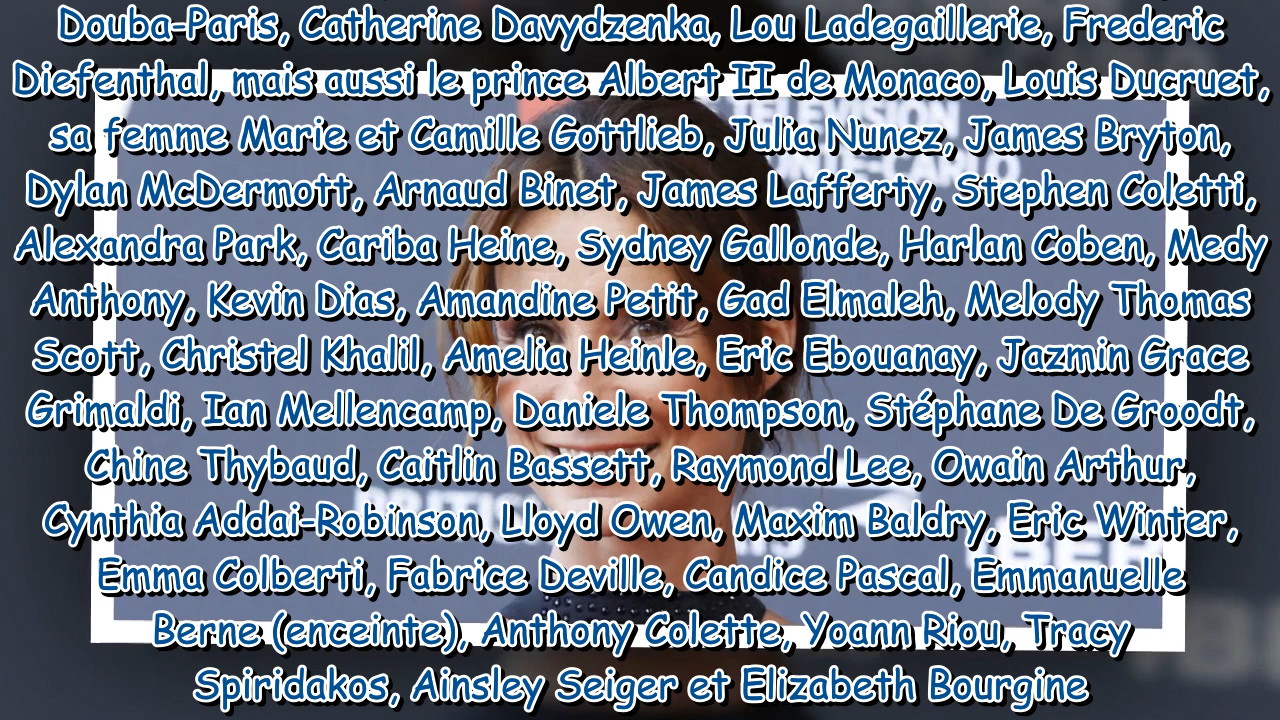 Douba-Paris, Catherine Davydzenka, Lou Ladegaillerie, Frederic
Diefenthal, mais aussi le prince Albert II de Monaco, Louis Ducruet,
sa femme Marie et Camille Gottlieb, Julia Nunez, James Bryton,
Dylan McDermott, Arnaud Binet, James Lafferty, Stephen Coletti,
Alexandra Park, Cariba Heine, Sydney Gallonde, Harlan Coben, Medy
Anthony, Kevin Dias, Amandine Petit, Gad Elmaleh, Melody Thomas
Scott, Christel Khalil, Amelia Heinle, Eric Ebouanay, Jazmin Grace
Grimaldi, Ian Mellencamp, Daniele Thompson, Stéphane De Groodt,
Chine Thybaud, Caitlin Bassett, Raymond Lee, Owain Arthur,
Cynthia Addai-Robinson, Lloyd Owen, Maxim Baldry, Eric Winter,
Emma Colberti, Fabrice Deville, Candice Pascal, Emmanuelle
Berne (enceinte), Anthony Colette, Yoann Riou, Tracy
Spiridakos, Ainsley Seiger et Elizabeth Bourgine